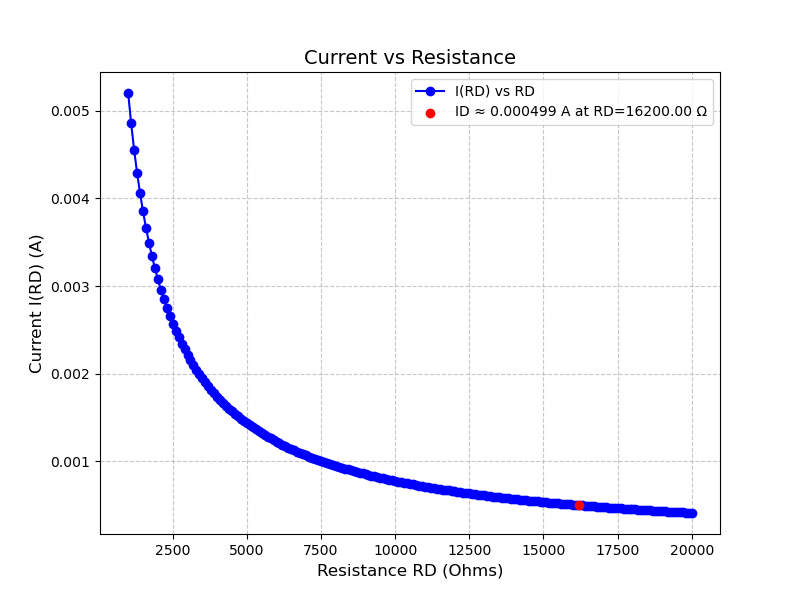 Current vs Resistance
I(RD) vs RD
ID ≈ 0.000499 A at RD=16200.00 Ω
Current I(RD) (A)
0.005
0.004
0.003
0.002
0.001
2500 5000 7500 10000 12500 15000 17500 20000
Resistance RD (Ohms)